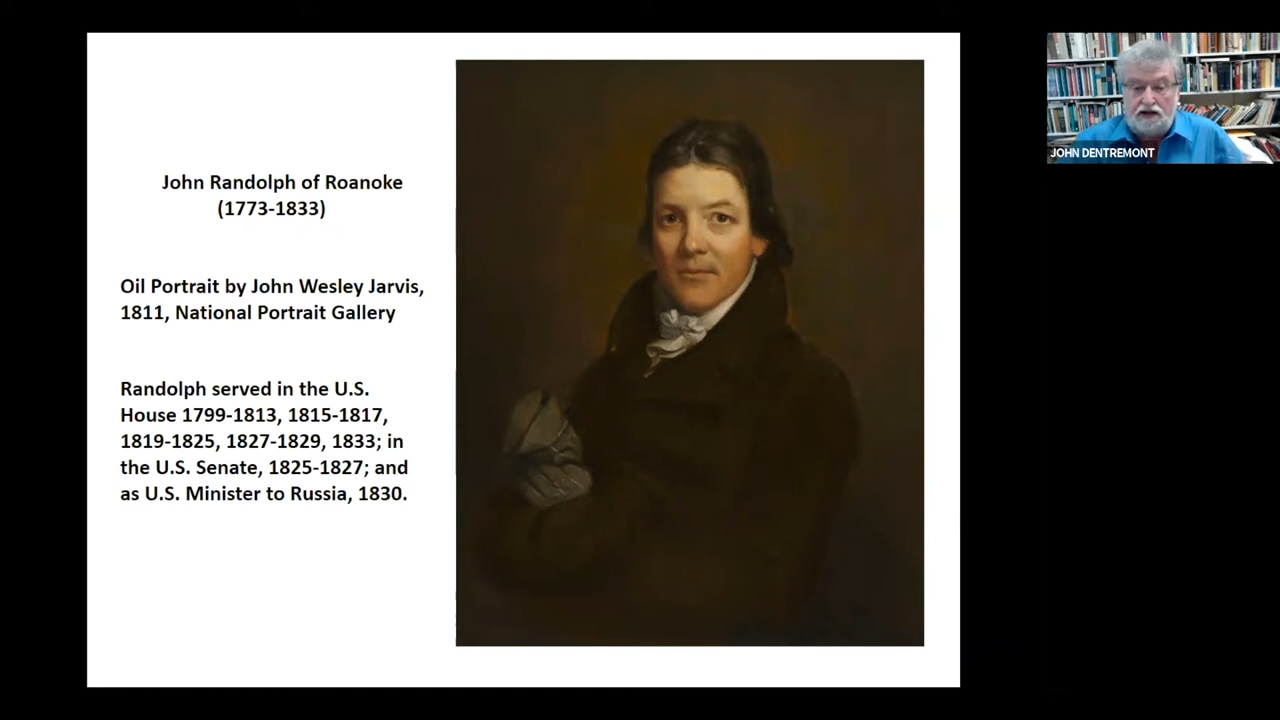 John Randolph of Roanoke
(1773-1833)
Oil Portrait by John Wesley Jarvis,
1811, National Portrait Gallery
Randolph served in the U.S.
House 1799-1813, 1815-1817,
1819-1825, 1827-1829, 1833; in
the U.S. Senate, 1825-1827; and
as U.S. Minister to Russia, 1830.
JOHN DENTREMONT